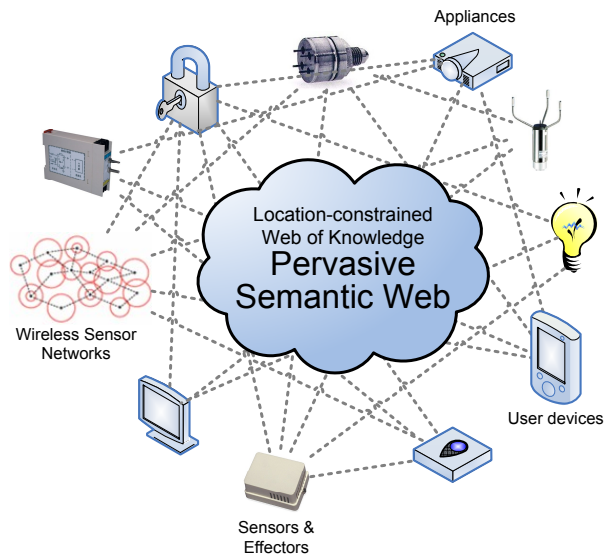 Appliances
Location-constrained
Web of Knowledge
Pervasive
Semantic Web
Wireless Sensor
Networks
User devices
Sensors &
Effectors